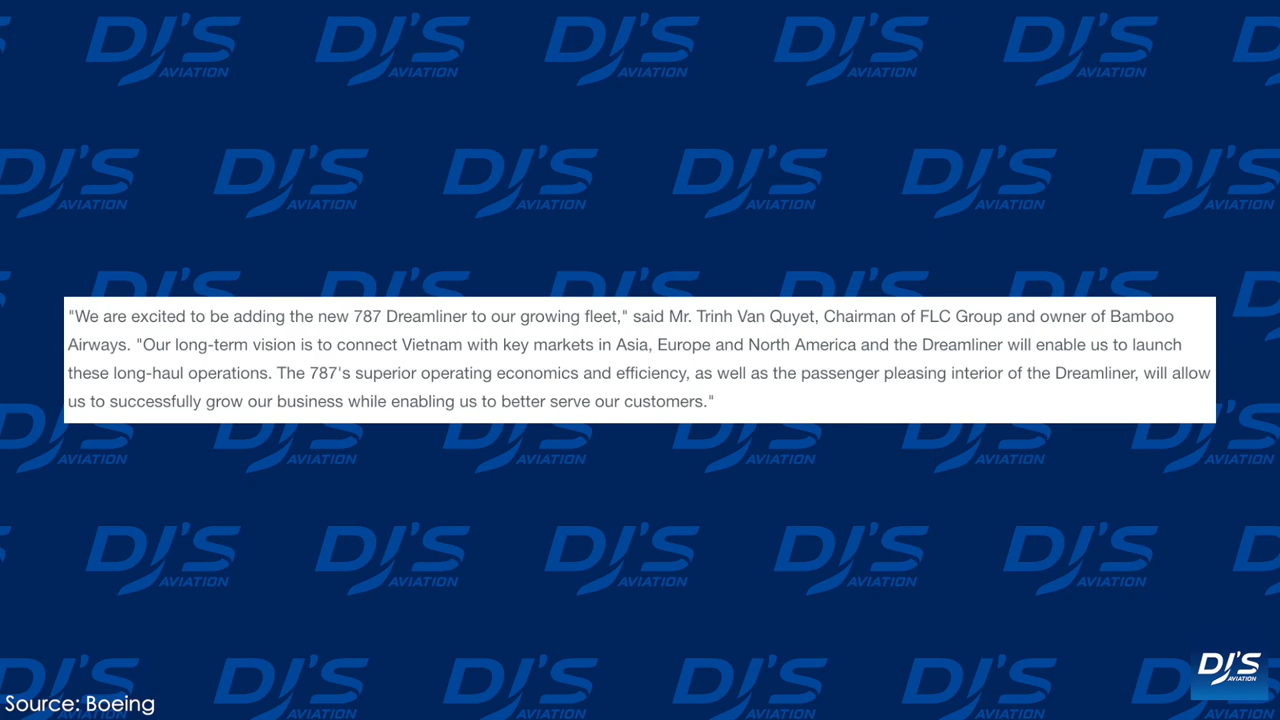 "We are excited to be adding the new 787 Dreamliner to our growing fleet," said Mr. Trinh Van Quyet, Chairman of FLC Group and owner of Bamboo
Airways. "Our long-term vision is to connect Vietnam with key markets in Asia, Europe and North America and the Dreamliner will enable us to launch
these long-haul operations. The 787's superior operating economics and efficiency, as well as the passenger pleasing interior of the Dreamliner, will allow
us to successfully grow our business while enabling us to better serve our customers."
DJ'S
AVIATION
Source: Boeing